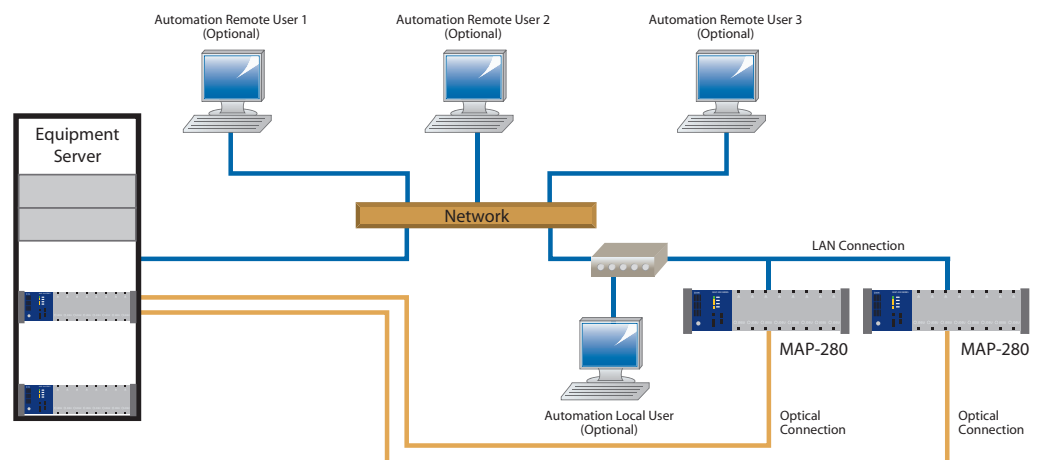 Automation Remote User 1
(Optional)
Automation Remote User 2
(Optional)
Automation Remote User 3
(Optional)
Equipment
Server
Network
LAN Connection
MAP-280
MAP-280
Automation Local User
(Optional)
Optical
Connection
Optical
Connection